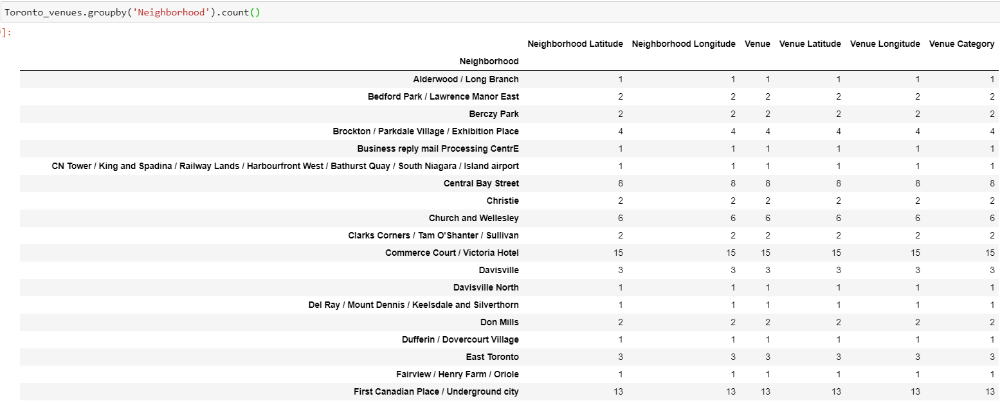 Toronto_venues.groupby('Neighborhood').count()
]:
Neighborhood Latitude Neighborhood Longitude Venue Venue Latitude Venue Longitude Venue Category
Neighborhood
Alderwood / Long Branch 1 1 1 1 1 1
Bedford Park / Lawrence Manor East 2 2 2 2 2 2
Berczy Park 2 2 2 2 2 2
Brockton / Parkdale Village / Exhibition Place 4 4 4 4 4 4
Business reply mail Processing CentrE 1 1 1 1 1 1
CN Tower / King and Spadina / Railway Lands / Harbourfront West / Bathurst Quay / South Niagara / Island airport 1 1 1 1 1 1
Central Bay Street 8 8 8 8 8 8
Christie 2 2 2 2 2 2
Church and Wellesley 6 6 6 6 6 6
Clarks Corners / Tam O'Shanter / Sullivan 2 2 2 2 2 2
Commerce Court / Victoria Hotel 15 15 15 15 15 15
Davisville 3 3 3 3 3 3
Davisville North 1 1 1 1 1 1
Del Ray / Mount Dennis / Keelsdale and Silverthorn 1 1 1 1 1 1
Don Mills 2 2 2 2 2 2
Dufferin / Dovercourt Village 1 1 1 1 1 1
East Toronto 3 3 3 3 3 3
Fairview / Henry Farm / Oriole 1 1 1 1 1 1
First Canadian Place / Underground city 13 13 13 13 13 13